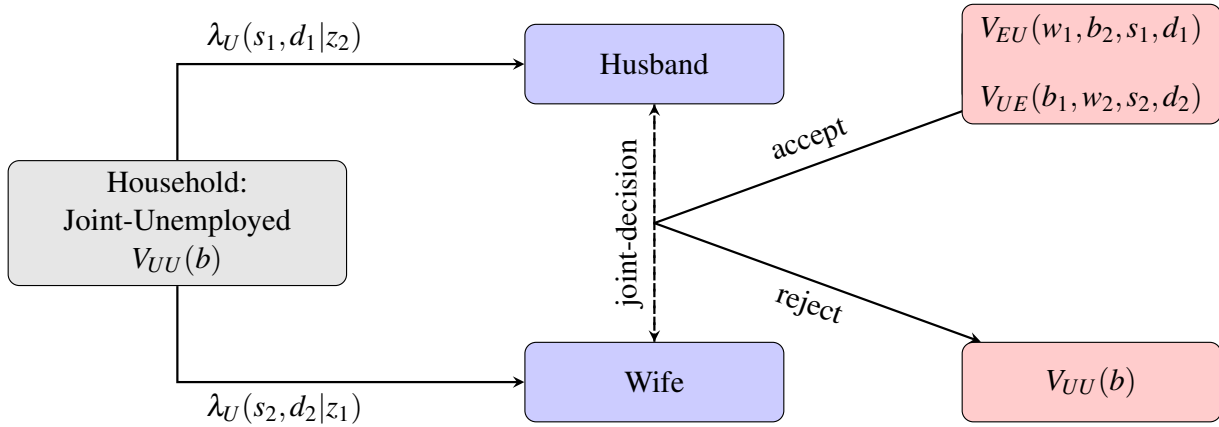 λ_U(s_1, d_1|z_2)
Husband
V_{EU}(w_1, b_2, s_1, d_1)
V_{UE}(b_1, w_2, s_2, d_2)
accept
Household:
Joint-Unemployed
V_{UU}(b)
joint-decision
reject
Wife
V_{UU}(b)
λ_U(s_2, d_2|z_1)